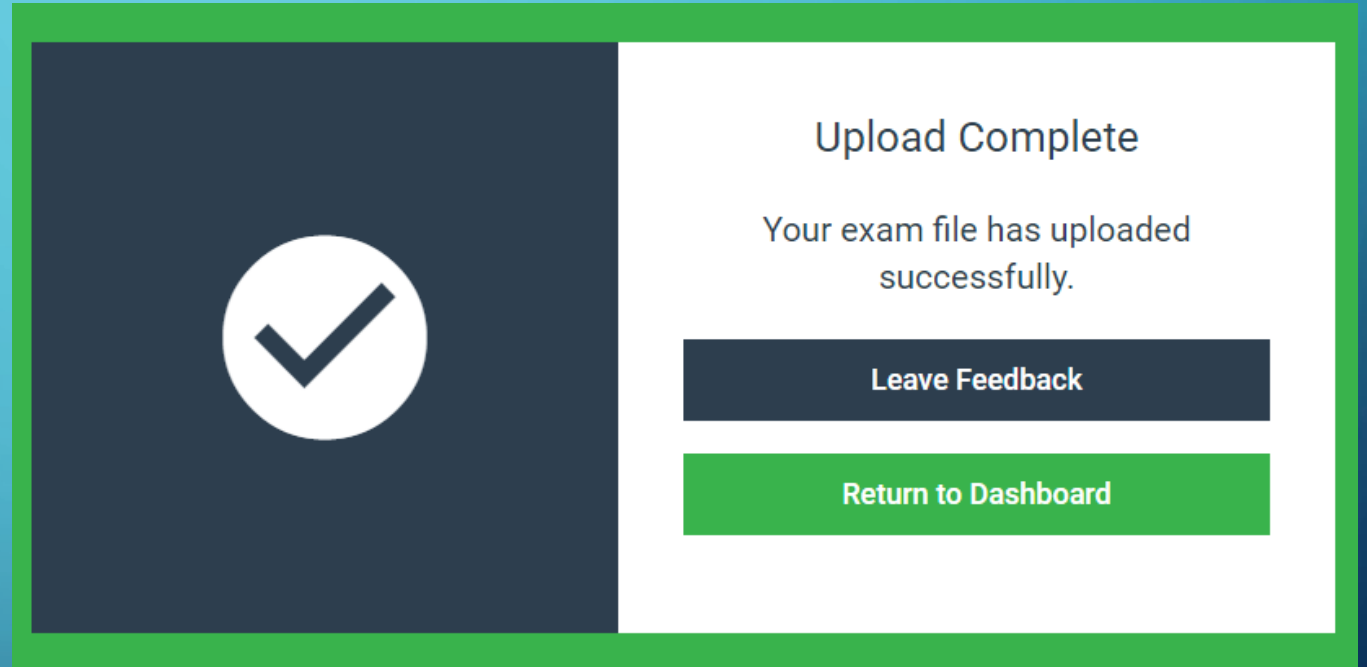 Upload Complete
Your exam file has uploaded
successfully.
Leave Feedback
Return to Dashboard